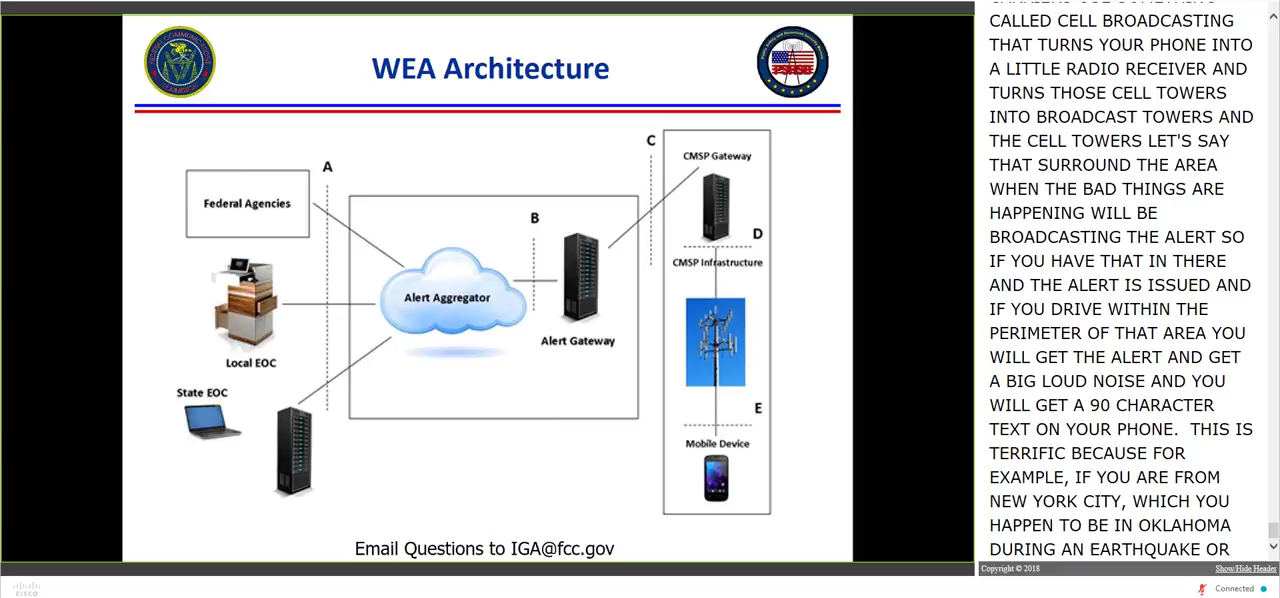 WEA Architecture
A
B
C
D
E
Federal Agencies
Local EOC
State EOC
Alert Aggregator
Alert Gateway
CMSP Gateway
CMSP Infrastructure
Mobile Device
Email Questions to IGA@fcc.gov
CALLED CELL BROADCASTING
THAT TURNS YOUR PHONE INTO
A LITTLE RADIO RECEIVER AND
TURNS THOSE CELL TOWERS
INTO BROADCAST TOWERS AND
THE CELL TOWERS LET'S SAY
THAT SURROUND THE AREA
WHEN THE BAD THINGS ARE
HAPPENING WILL BE
BROADCASTING THE ALERT SO
IF YOU HAVE THAT IN THERE
AND THE ALERT IS ISSUED AND
IF YOU DRIVE WITHIN THE
PERIMETER OF THAT AREA YOU
WILL GET THE ALERT AND GET
A BIG LOUD NOISE AND YOU
WILL GET A 90 CHARACTER
TEXT ON YOUR PHONE.  THIS IS
TERRIFIC BECAUSE FOR
EXAMPLE, IF YOU ARE FROM
NEW YORK CITY, WHICH YOU
HAPPEN TO BE IN OKLAHOMA
DURING AN EARTHQUAKE OR
Copyright © 2018
Show/Hide Header
CISCO
Connected